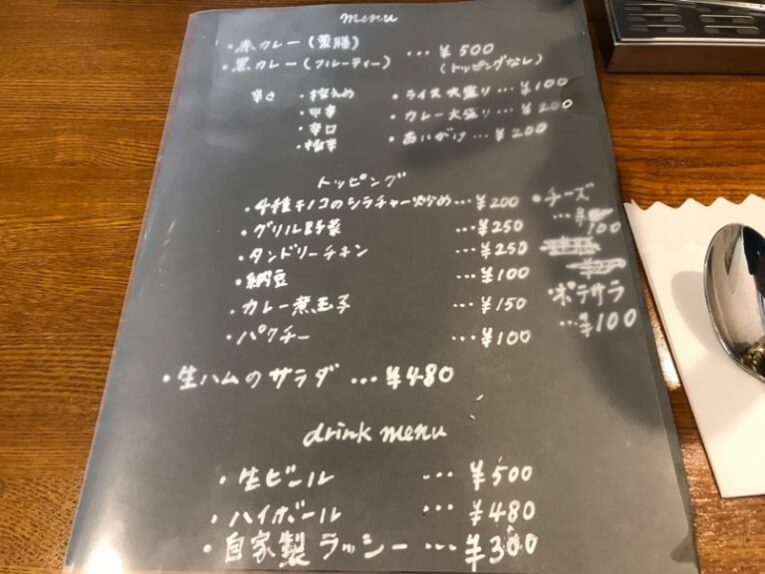 menu
・赤カレー(薬膳)
・黒カレー(フルーティー) … ¥500
(トッピングなし)
辛さ ・控えめ
・中辛
・辛口
・極辛
・ライス大盛り … ¥100
・カレー大盛り … ¥200
・あいがけ … ¥200
トッピング
・4種キノコのシラチャー炒め … ¥200
・グリル野菜 … ¥250
・タンドリーチキン … ¥250
・納豆 … ¥100
・カレー煮玉子 … ¥150
・パクチー … ¥100
・チーズ
… ¥100
・ポテサラ
… ¥100
・生ハムのサラダ … ¥480
drink menu
・生ビール … ¥500
・ハイボール … ¥480
・自家製ラッシー … ¥300